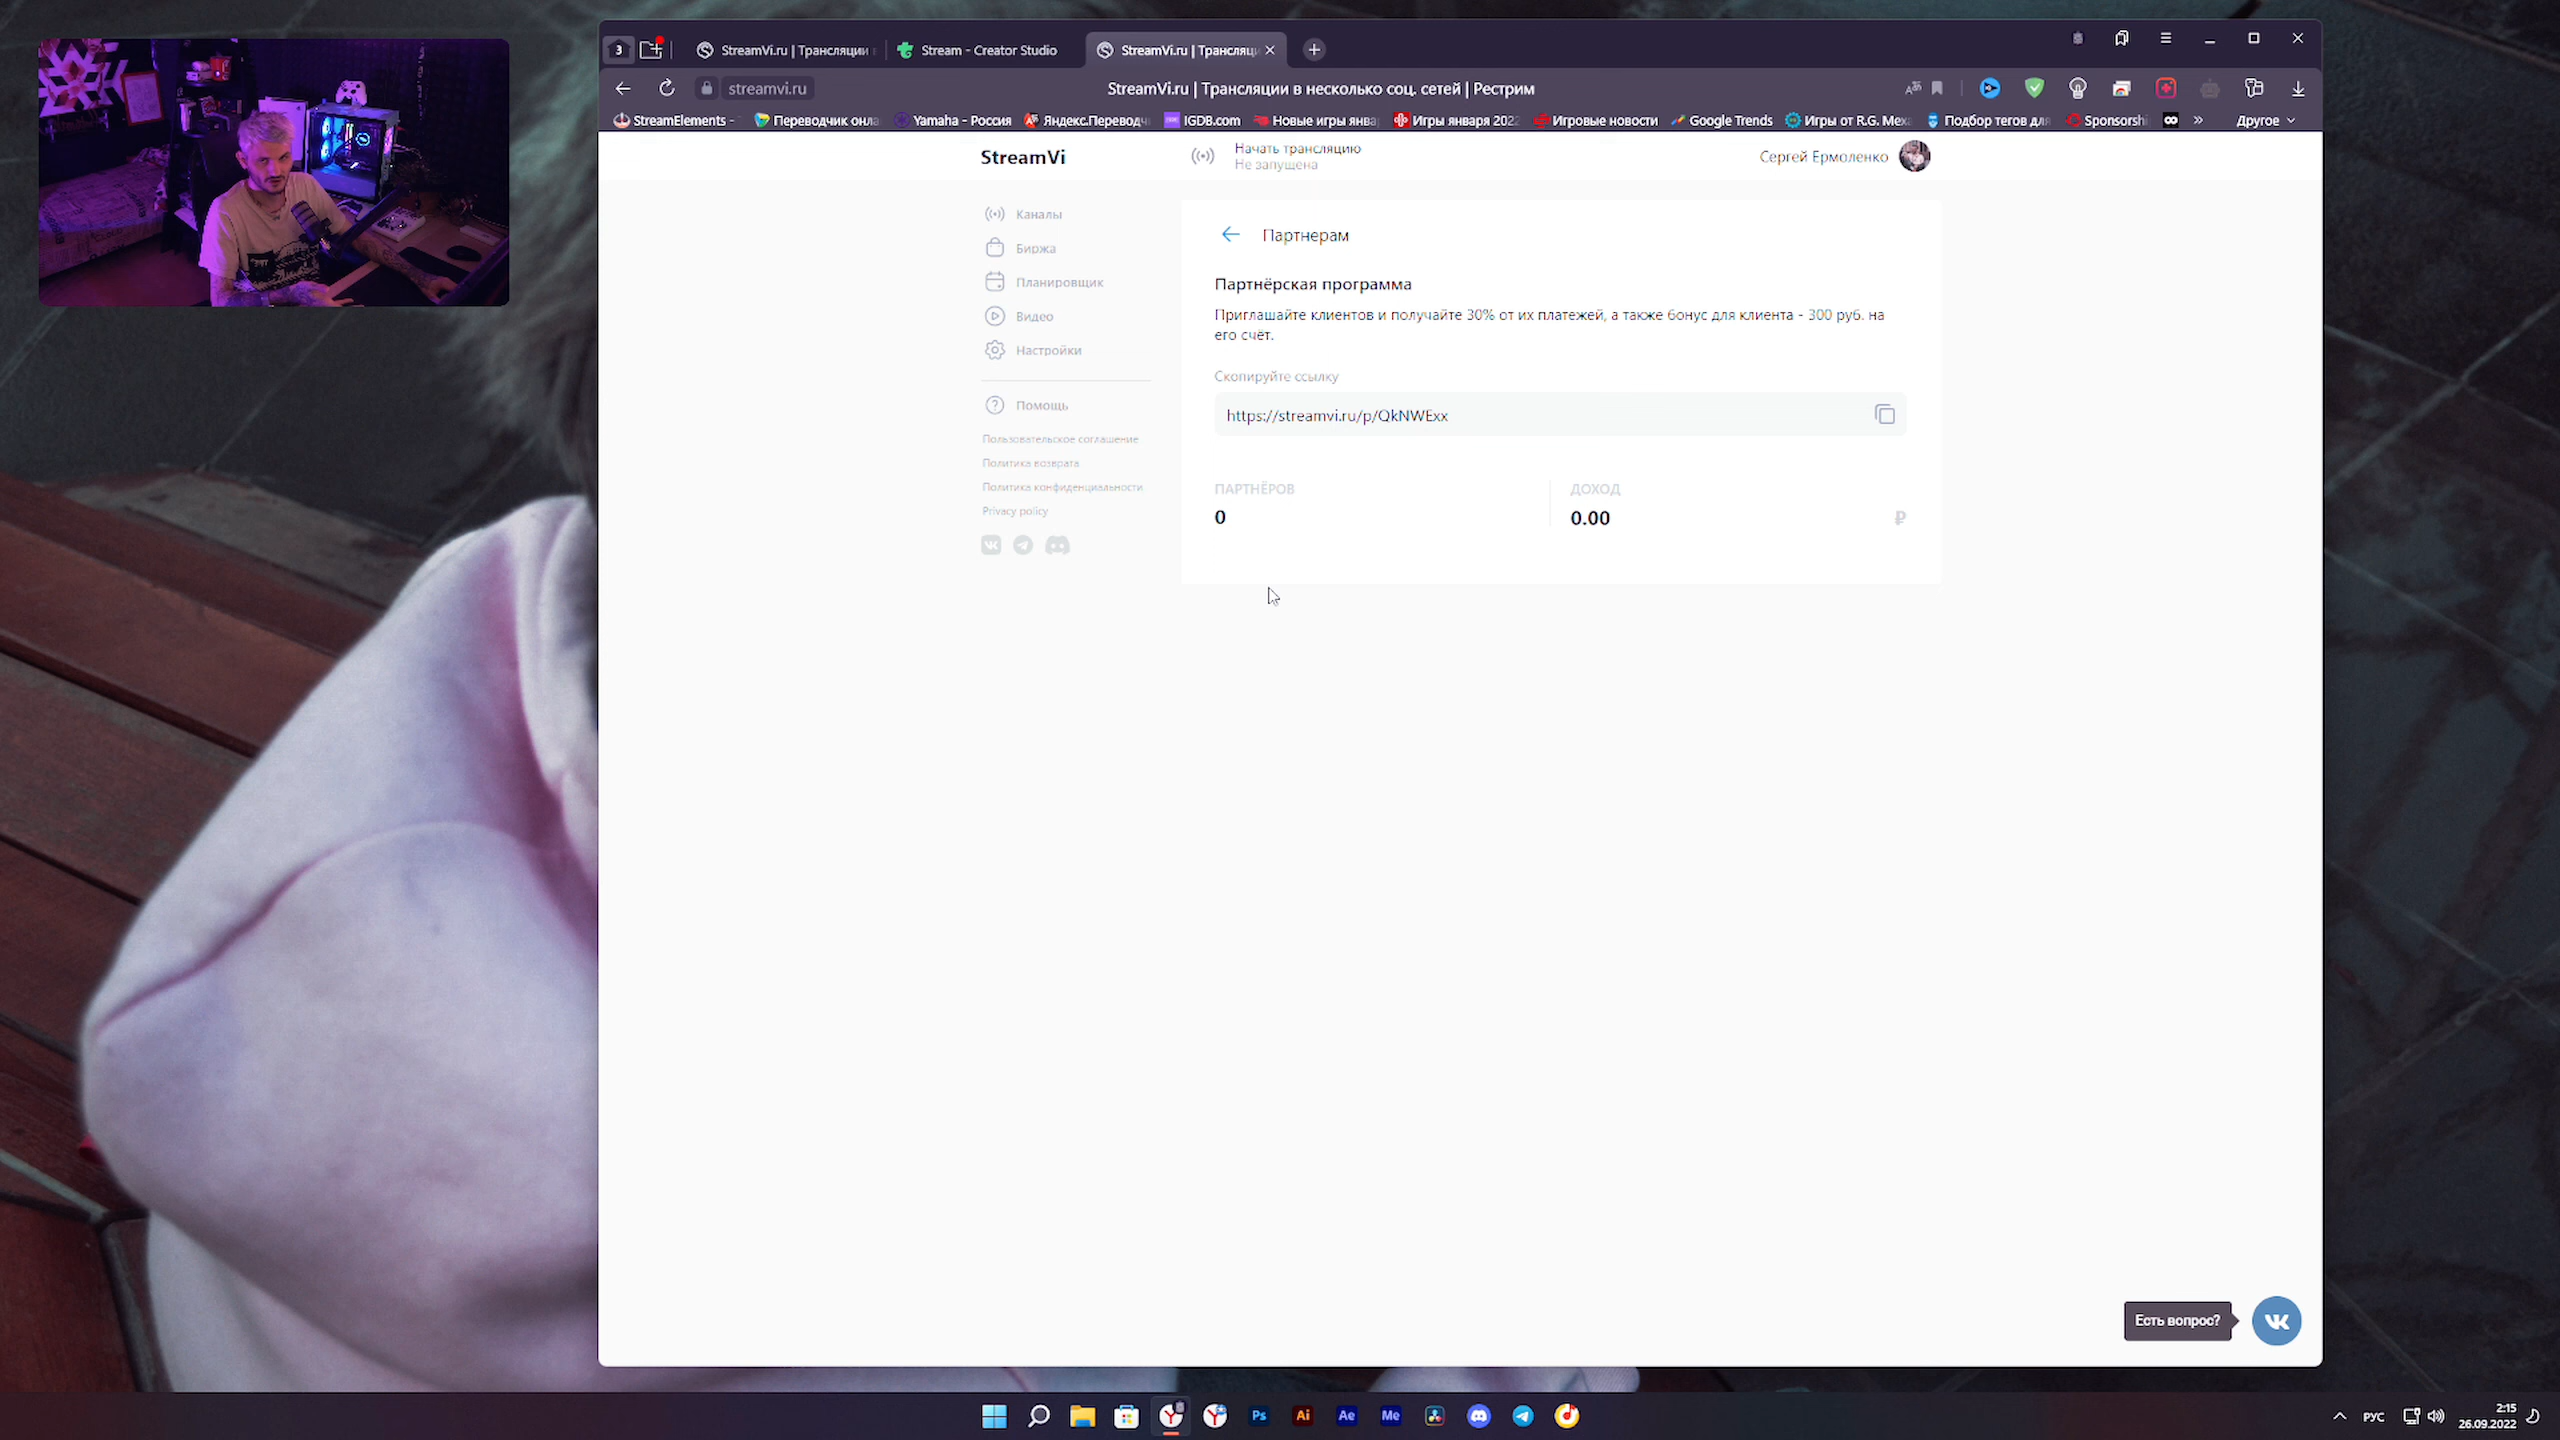 3
StreamVi.ru | Трансляции
Stream - Creator Studio
StreamVi.ru | Трансляц
streamvi.ru
StreamVi.ru | Трансляции в несколько соц. сетей | Рестрим
StreamElements -
Переводчик онла
Yamaha - Россия
Яндекс.Переводч
IGDB.com
Новые игры янва
Игры января 2022
Игровые новости
Google Trends
Игры от R.G. Mex
Подбор тегов для
Sponsorshi
Другое
StreamVi
Начать трансляцию
Не запущена
Сергей Ермоленко
Каналы
Биржа
Планировщик
Видео
Настройки
Помощь
Пользовательское соглашение
Политика возврата
Политика конфиденциальности
Privacy policy
Партнерам
Партнёрская программа
Приглашайте клиентов и получайте 30% от их платежей, а также бонус для клиента - 300 руб. на
его счёт.
Скопируйте ссылку
https://streamvi.ru/p/QkNWExx
ПАРТНЁРОВ
0
ДОХОД
0.00 ₽
Есть вопрос?
Ps
Ai
Ae
Me
РУС
2:15
26.09.2022